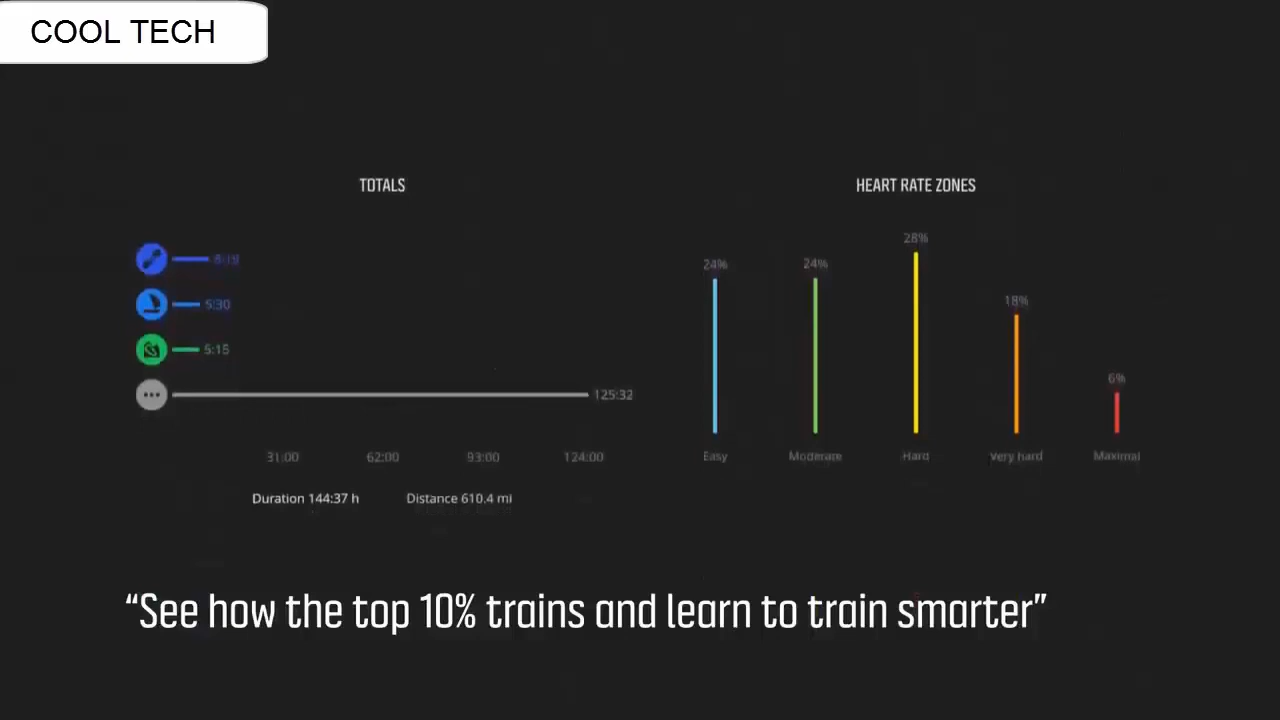 COOL TECH
TOTALS
5:30
5:15
125:32
31:00 62:00 93:00 124:00
Duration 144:37 h Distance 610.4 mi
HEART RATE ZONES
24% 24% 28% 18% 6%
Easy Moderate Hard Very hard Maximal
“See how the top 10% trains and learn to train smarter”